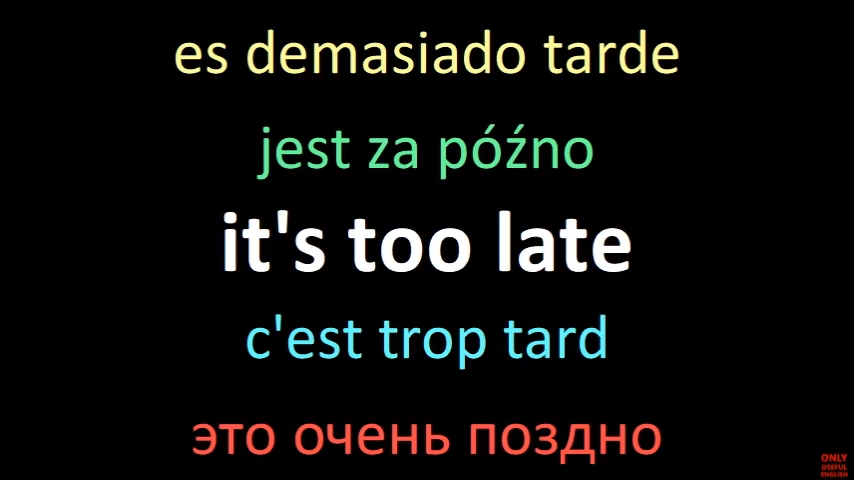 es demasiado tarde
jest za późno
it's too late
c'est trop tard
это очень поздно
ONLY
USEFUL
ENGLISH